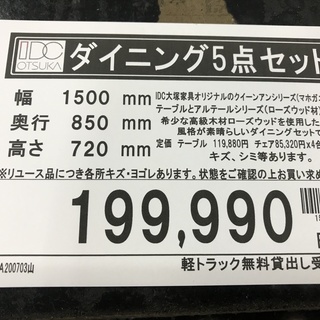 IDC
OTSUKA
ダイニング5点セット
幅 1500 mm
奥行 850 mm
高さ 720 mm
IDC大塚家具オリジナルのクイーンアンシリーズ(マホガニ
テーブルとアルテールシリーズ(ローズウッド材)
希少な高級木材ローズウッドを使用した
風格が素晴らしいダイニングセットで
定価 テーブル 119,880円 チェア85,320円x4台
キズ、シミ等あります。
※リユース品につき各所キズ・ヨゴレあります。状態をご確認の上お買い求め
199,990
円
A200703山
軽トラック無料貸出し受